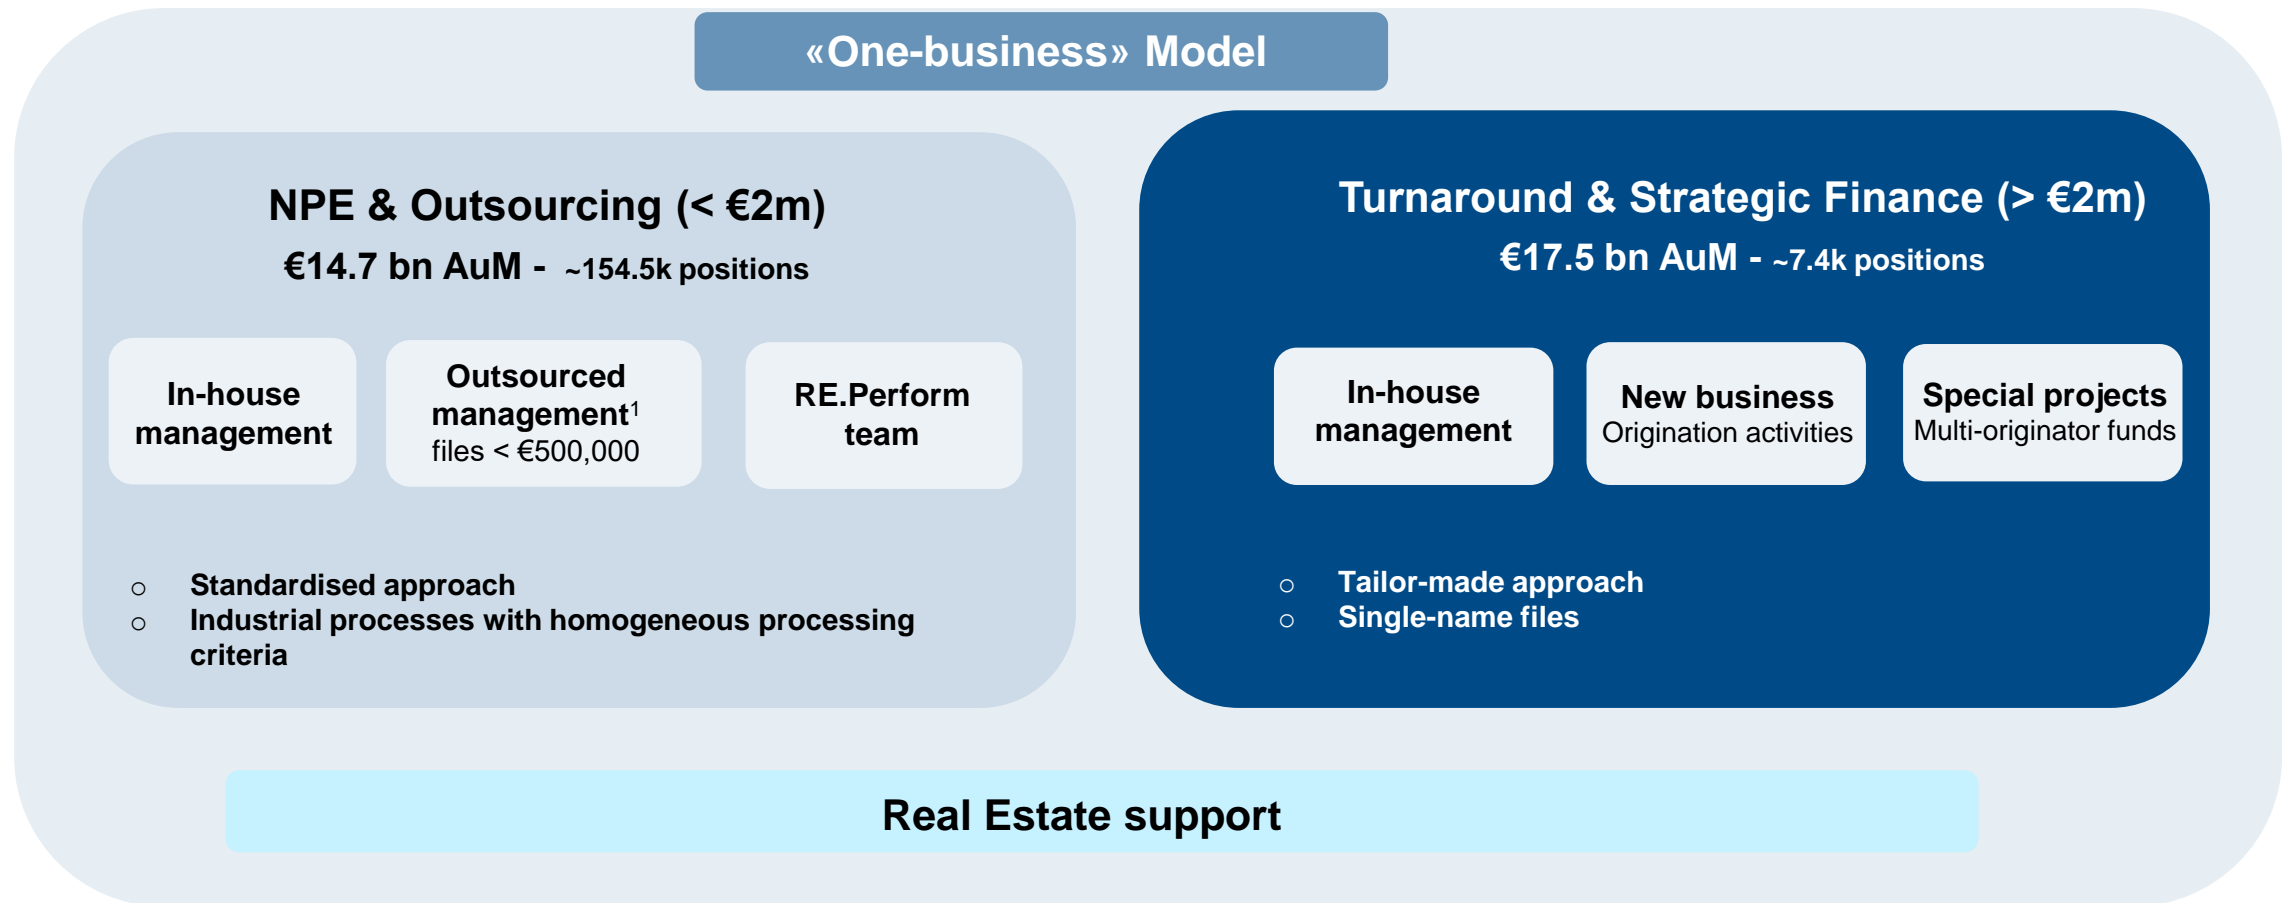 «One-business» Model
NPE & Outsourcing (< €2m)
€14.7 bn AuM - ~154.5k positions
In-house
management
Outsourced
management¹
files < €500,000
RE.Perform
team
○ Standardised approach
○ Industrial processes with homogeneous processing
criteria
Turnaround & Strategic Finance (> €2m)
€17.5 bn AuM - ~7.4k positions
In-house
management
New business
Origination activities
Special projects
Multi-originator funds
○ Tailor-made approach
○ Single-name files
Real Estate support